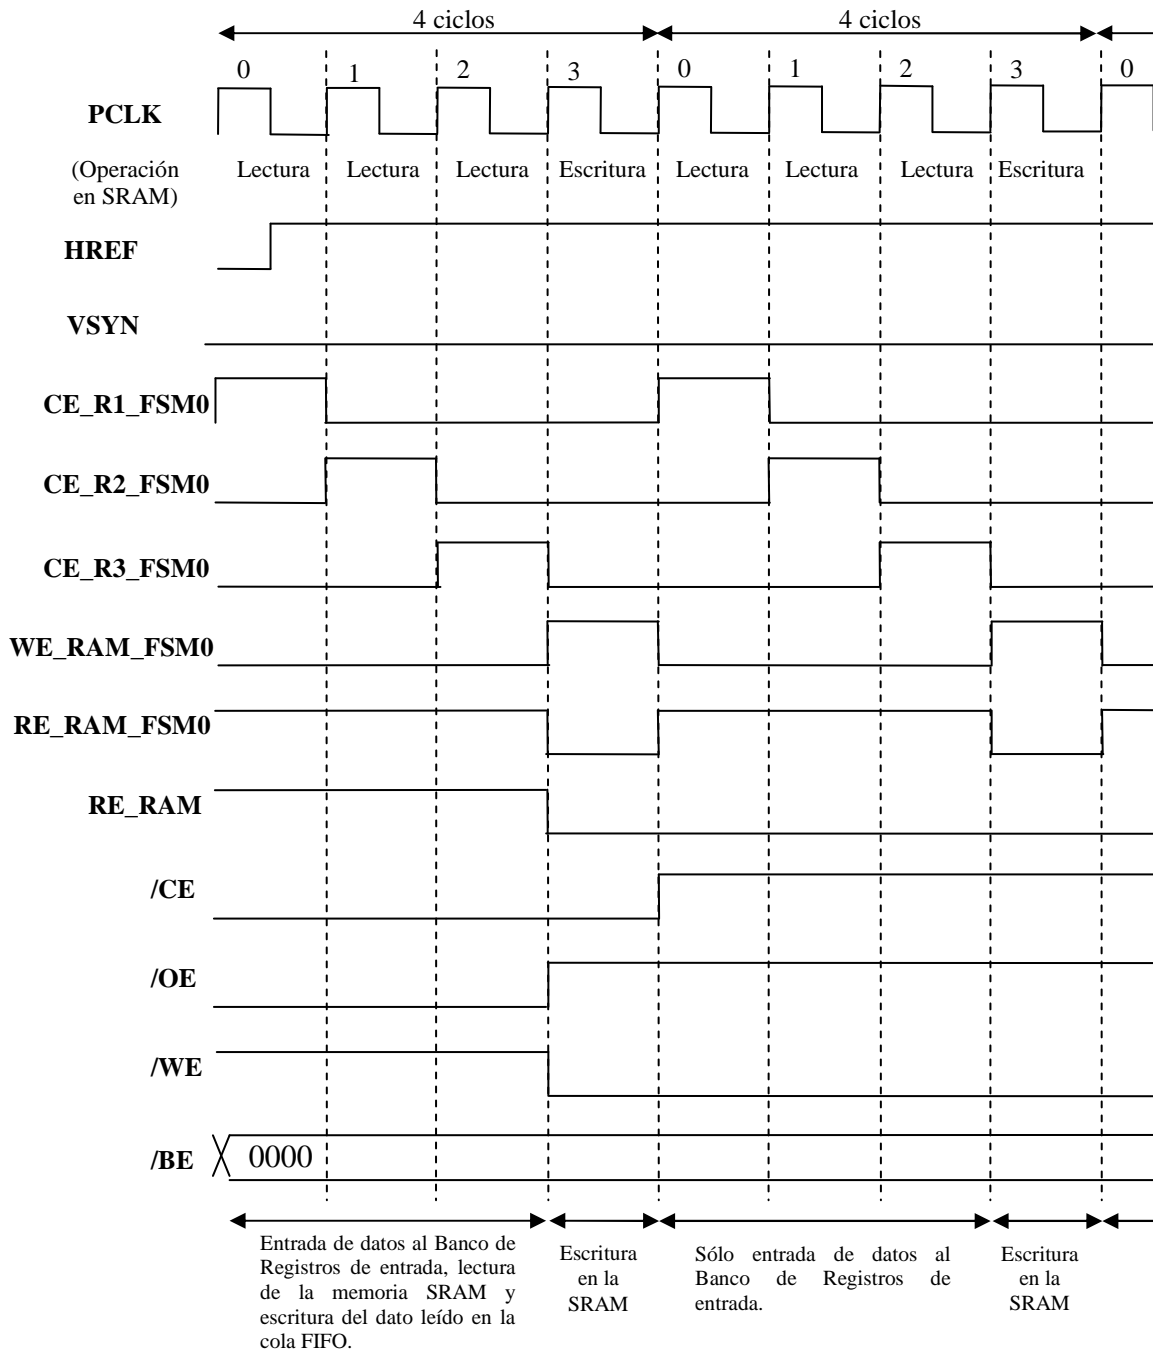 4 ciclos 4 ciclos
0 1 2 3 0 1 2 3 0
PCLK
(Operación
en SRAM)
Lectura Lectura Lectura Escritura Lectura Lectura Lectura Escritura
HREF
VSYN
CE_R1_FSM0
CE_R2_FSM0
CE_R3_FSM0
WE_RAM_FSM0
RE_RAM_FSM0
RE_RAM
/CE
/OE
/WE
/BE 0000
Entrada de datos al Banco de
Registros de entrada, lectura
de la memoria SRAM y
escritura del dato leído en la
cola FIFO.
Escritura
en la
SRAM
Sólo entrada de datos al
Banco de Registros de
entrada.
Escritura
en la
SRAM